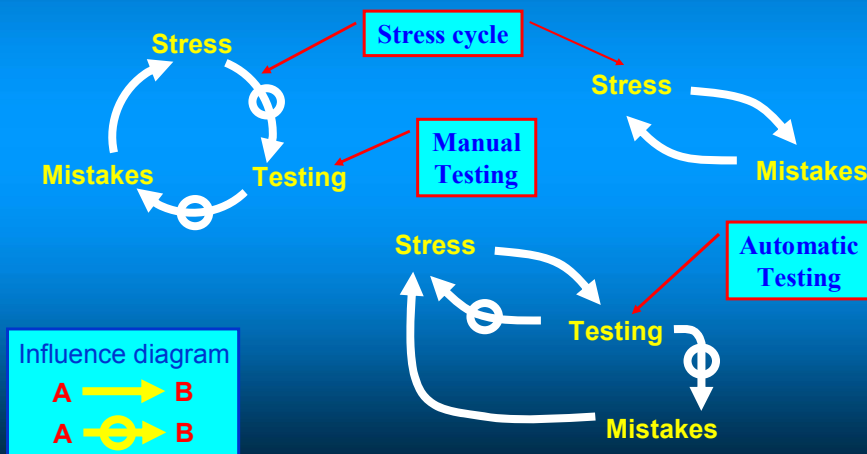 Stress
Stress cycle
Stress
Manual
Testing
Mistakes
Testing
Mistakes
Stress
Automatic
Testing
Testing
Influence diagram
A B
A B
Mistakes